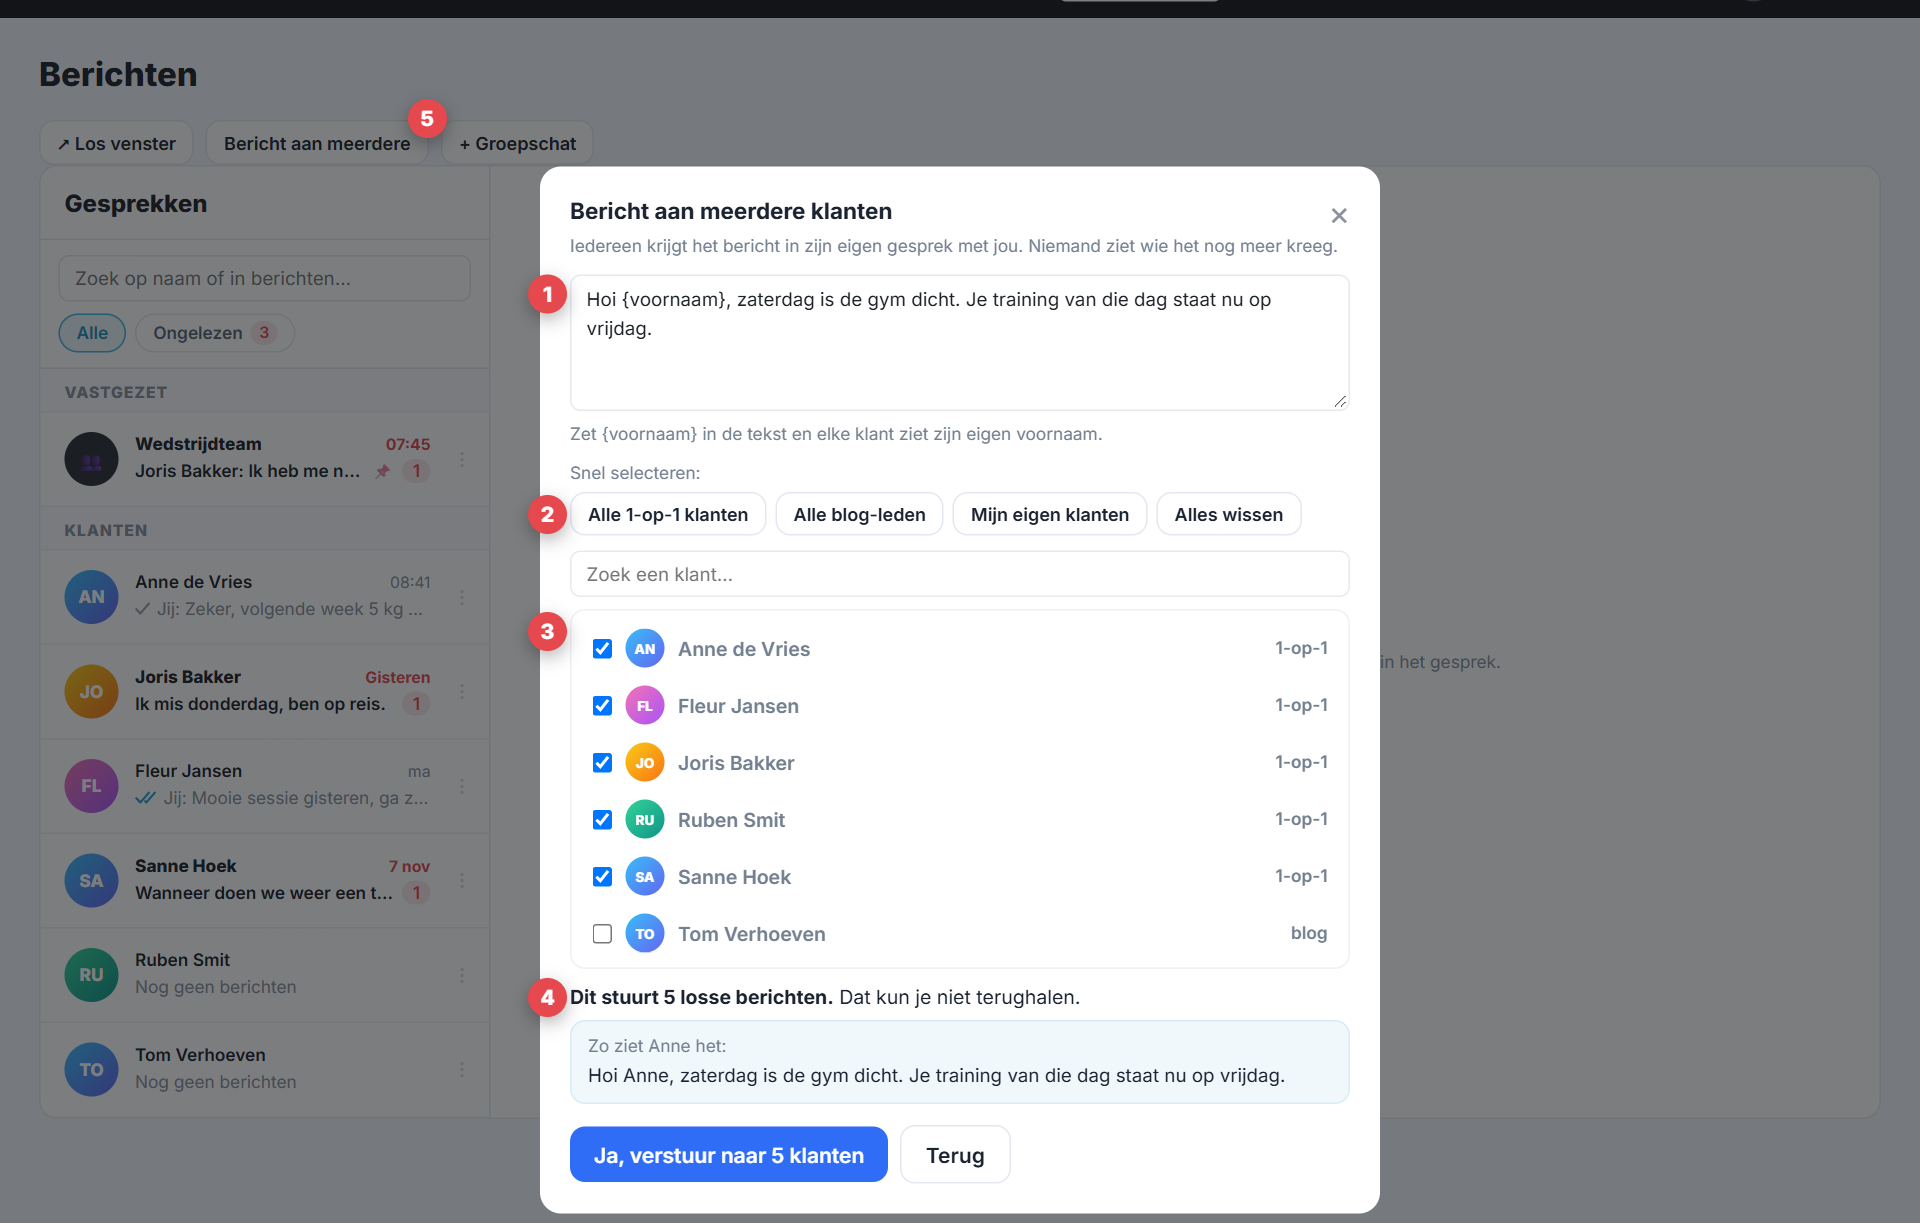 Berichten
5
↗ Los venster
Bericht aan meerdere
+ Groepschat
Gesprekken
Zoek op naam of in berichten...
Alle
Ongelezen 3
VASTGEZET
Wedstrijdteam 07:45
Joris Bakker: Ik heb me n... 1
KLANTEN
AN
Anne de Vries 08:41
Jij: Zeker, volgende week 5 kg ...
JO
Joris Bakker Gisteren
Ik mis donderdag, ben op reis. 1
FL
Fleur Jansen ma
Jij: Mooie sessie gisteren, ga z...
SA
Sanne Hoek 7 nov
Wanneer doen we weer een t... 1
RU
Ruben Smit
Nog geen berichten
TO
Tom Verhoeven
Nog geen berichten
Bericht aan meerdere klanten
Iedereen krijgt het bericht in zijn eigen gesprek met jou. Niemand ziet wie het nog meer kreeg.
1
Hoi {voornaam}, zaterdag is de gym dicht. Je training van die dag staat nu op
vrijdag.
Zet {voornaam} in de tekst en elke klant ziet zijn eigen voornaam.
Snel selecteren:
2
Alle 1-op-1 klanten
Alle blog-leden
Mijn eigen klanten
Alles wissen
Zoek een klant...
3
AN Anne de Vries 1-op-1
FL Fleur Jansen 1-op-1
JO Joris Bakker 1-op-1
RU Ruben Smit 1-op-1
SA Sanne Hoek 1-op-1
TO Tom Verhoeven blog
4
Dit stuurt 5 losse berichten. Dat kun je niet terughalen.
Zo ziet Anne het:
Hoi Anne, zaterdag is de gym dicht. Je training van die dag staat nu op vrijdag.
Ja, verstuur naar 5 klanten
Terug
in het gesprek.